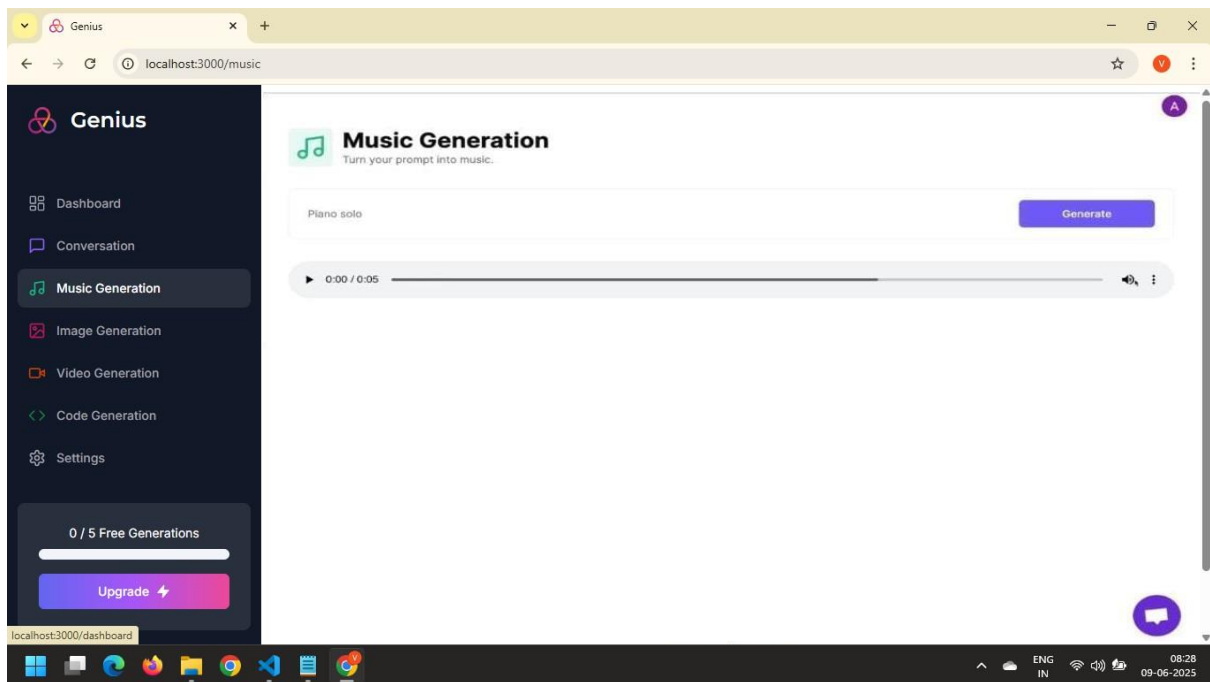 Genius
localhost:3000/music
V
Genius
A
Music Generation
Turn your prompt into music.
Dashboard
Piano solo
Generate
Conversation
0:00 / 0:05
Music Generation
Image Generation
Video Generation
Code Generation
Settings
0 / 5 Free Generations
Upgrade
localhost:3000/dashboard
V
ENG
IN
08:28
09-06-2025